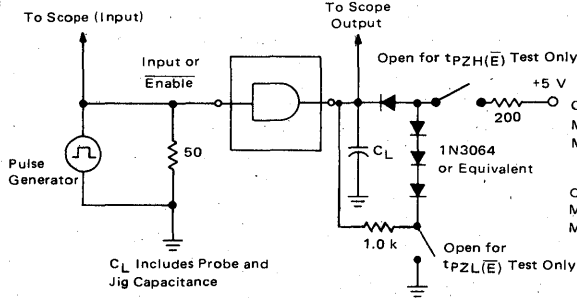 To Scope (Input)
To Scope
Output
Input or
Enable
Open for tPZH(E) Test Only
+5 V
200
Pulse
Generator
50
CL
1N3064
or Equivalent
1.0 k
Open for
tPZL(E) Test Only
CL Includes Probe and
Jig Capacitance
C
M
M
C
M
M